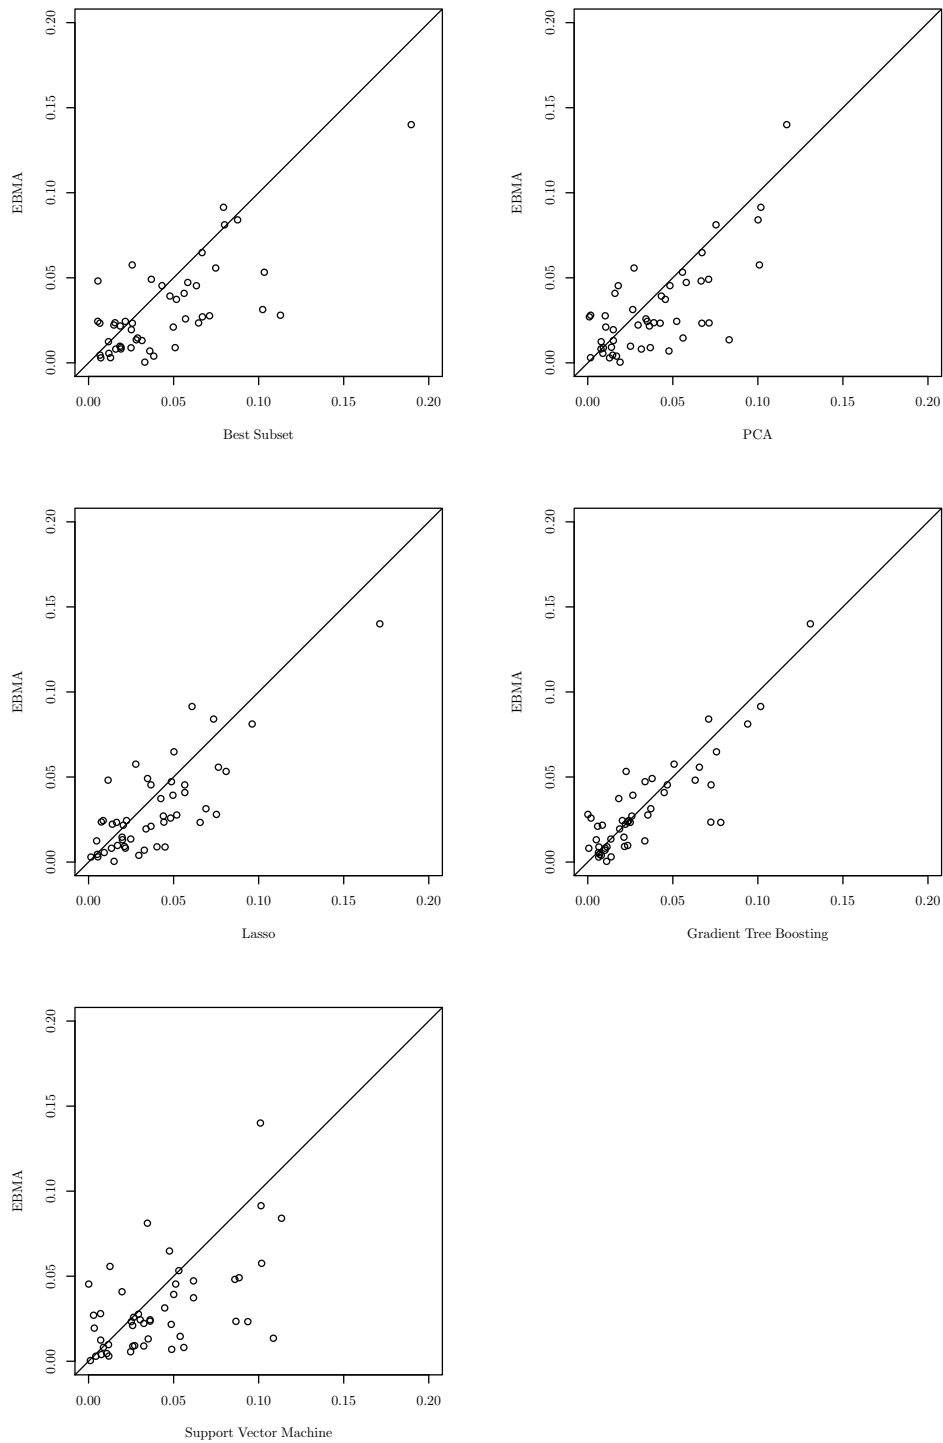 0.20 0.20
0.15 0.15
0.10 0.10
EBMA EBMA
0.05 0.05
0.00 0.00
0.00 0.05 0.10 0.15 0.20 0.00 0.05 0.10 0.15 0.20
Best Subset PCA
0.20 0.20
0.15 0.15
0.10 0.10
EBMA EBMA
0.05 0.05
0.00 0.00
0.00 0.05 0.10 0.15 0.20 0.00 0.05 0.10 0.15 0.20
Lasso Gradient Tree Boosting
0.20
0.15
0.10
EBMA
0.05
0.00
0.00 0.05 0.10 0.15 0.20
Support Vector Machine